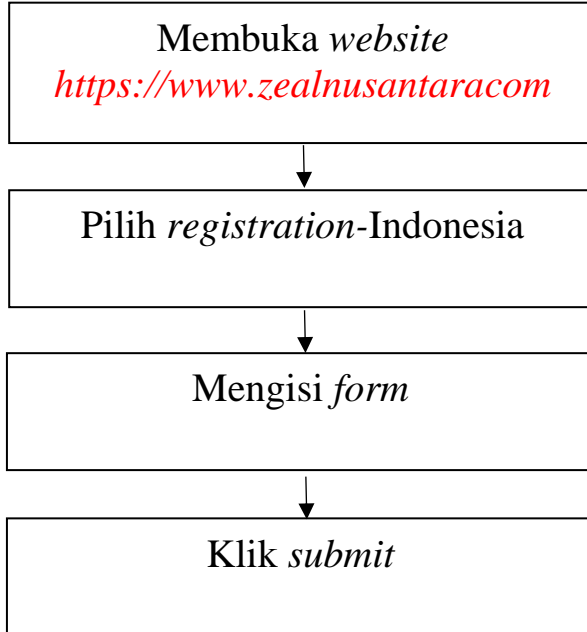 Membuka website
https://www.zealnusantaracom
Pilih registration-Indonesia
Mengisi form
Klik submit